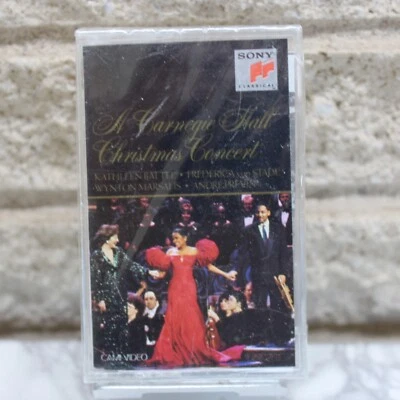 SONY
CLASSICAL
A Carnegie Hall
Christmas Concert
KATHLEEN BATTLE • FREDERICA von STADE
WYNTON MARSALIS • ANDRÉ PREVIN
CAMI VIDEO